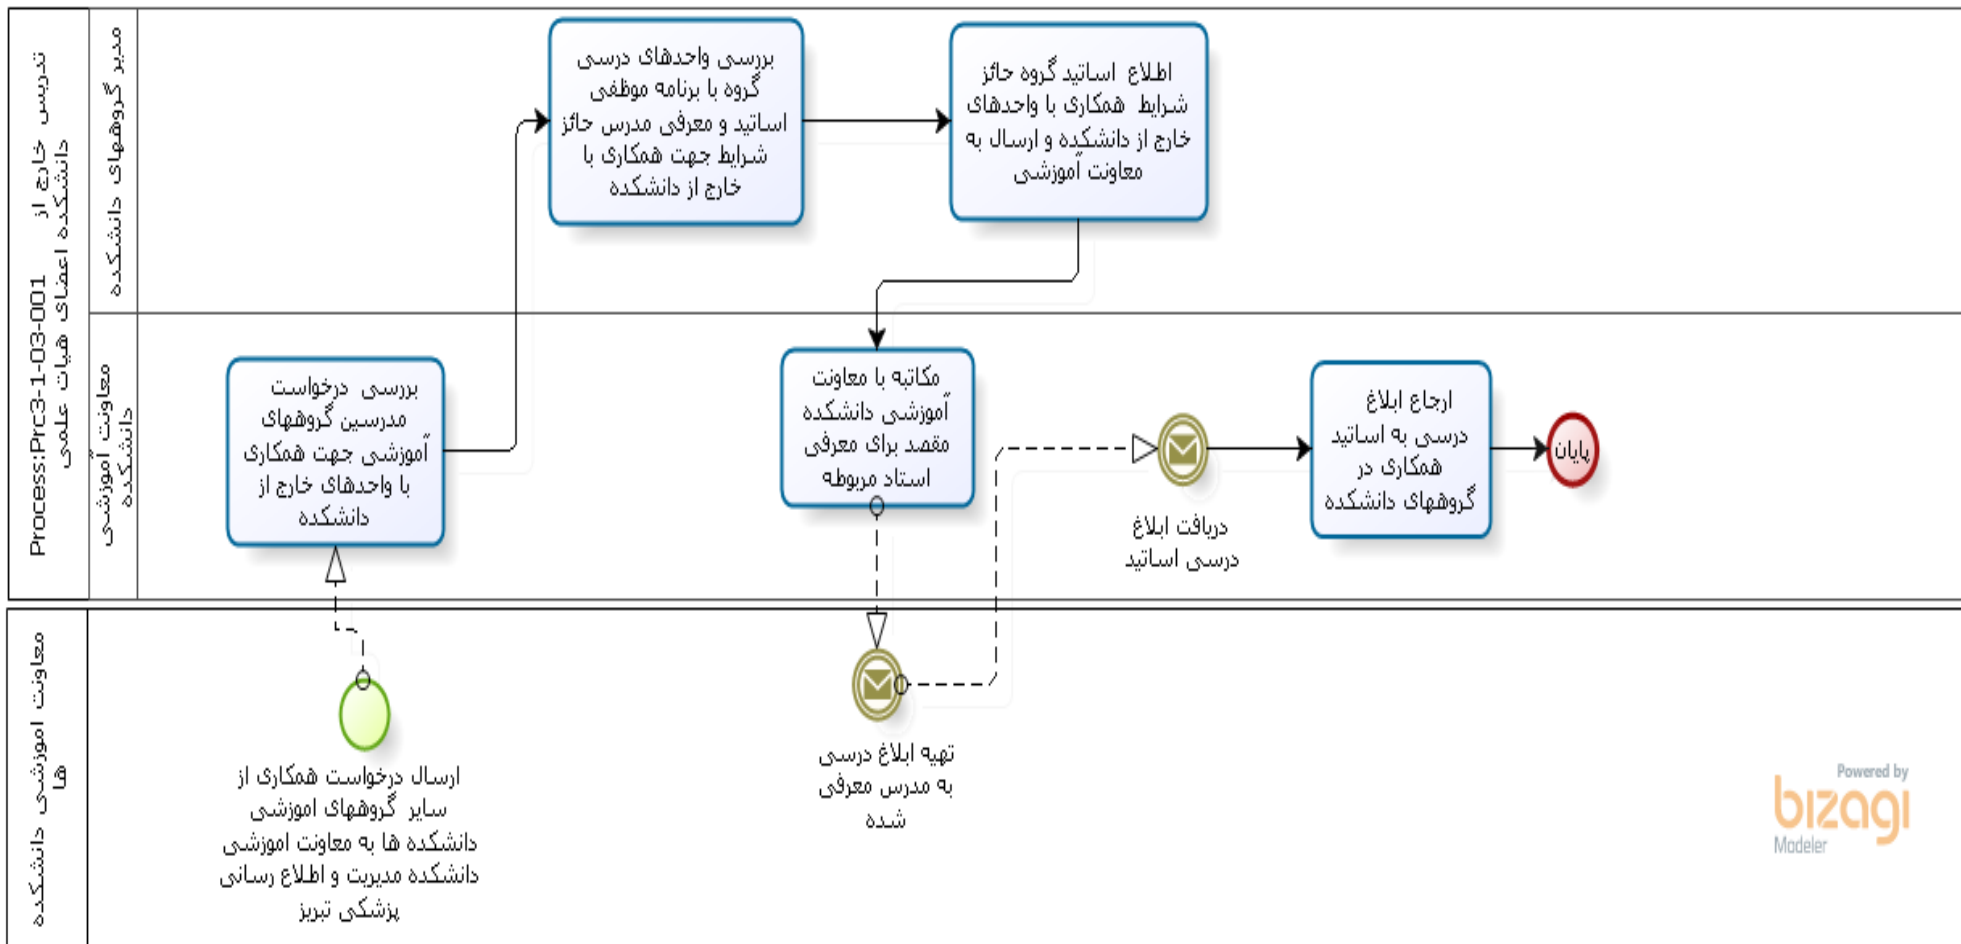 Process:Prc3-1-03-001 تدریس خارج از
دانشکده اعضای هیات علمی
مدیر گروههای دانشکده
بررسی واحدهای درسی
گروه با برنامه موظفی
اساتید و معرفی مدرس حائز
شرایط جهت همکاری با
خارج از دانشکده
اطلاع اساتید گروه حائز
شرایط همکاری با واحدهای
خارج از دانشکده و ارسال به
معاونت آموزشی
معاونت آموزشی
دانشکده
بررسی درخواست
مدرسین گروههای
آموزشی جهت همکاری
با واحدهای خارج از
دانشکده
مکاتبه با معاونت
آموزشی دانشکده
مقصد برای معرفی
استاد مربوطه
دریافت ابلاغ
درسی اساتید
ارجاع ابلاغ
درسی به اساتید
همکاری در
گروههای دانشکده
پایان
معاونت اموزشی دانشکده
ها
ارسال درخواست همکاری از
سایر گروههای اموزشی
دانشکده ها به معاونت اموزشی
دانشکده مدیریت و اطلاع رسانی
پزشکی تبریز
تهیه ابلاغ درسی
به مدرس معرفی
شده
Powered by
bizagi
Modeler